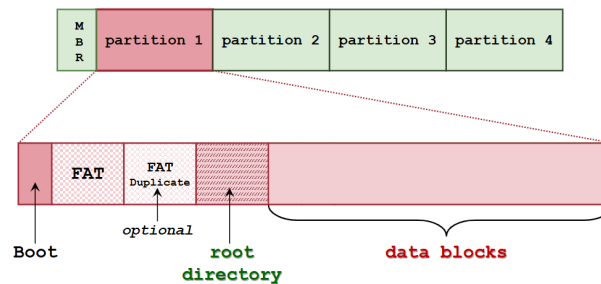 M
B
R
partition 1
partition 2
partition 3
partition 4
FAT
FAT
Duplicate
optional
Boot
root
directory
data blocks